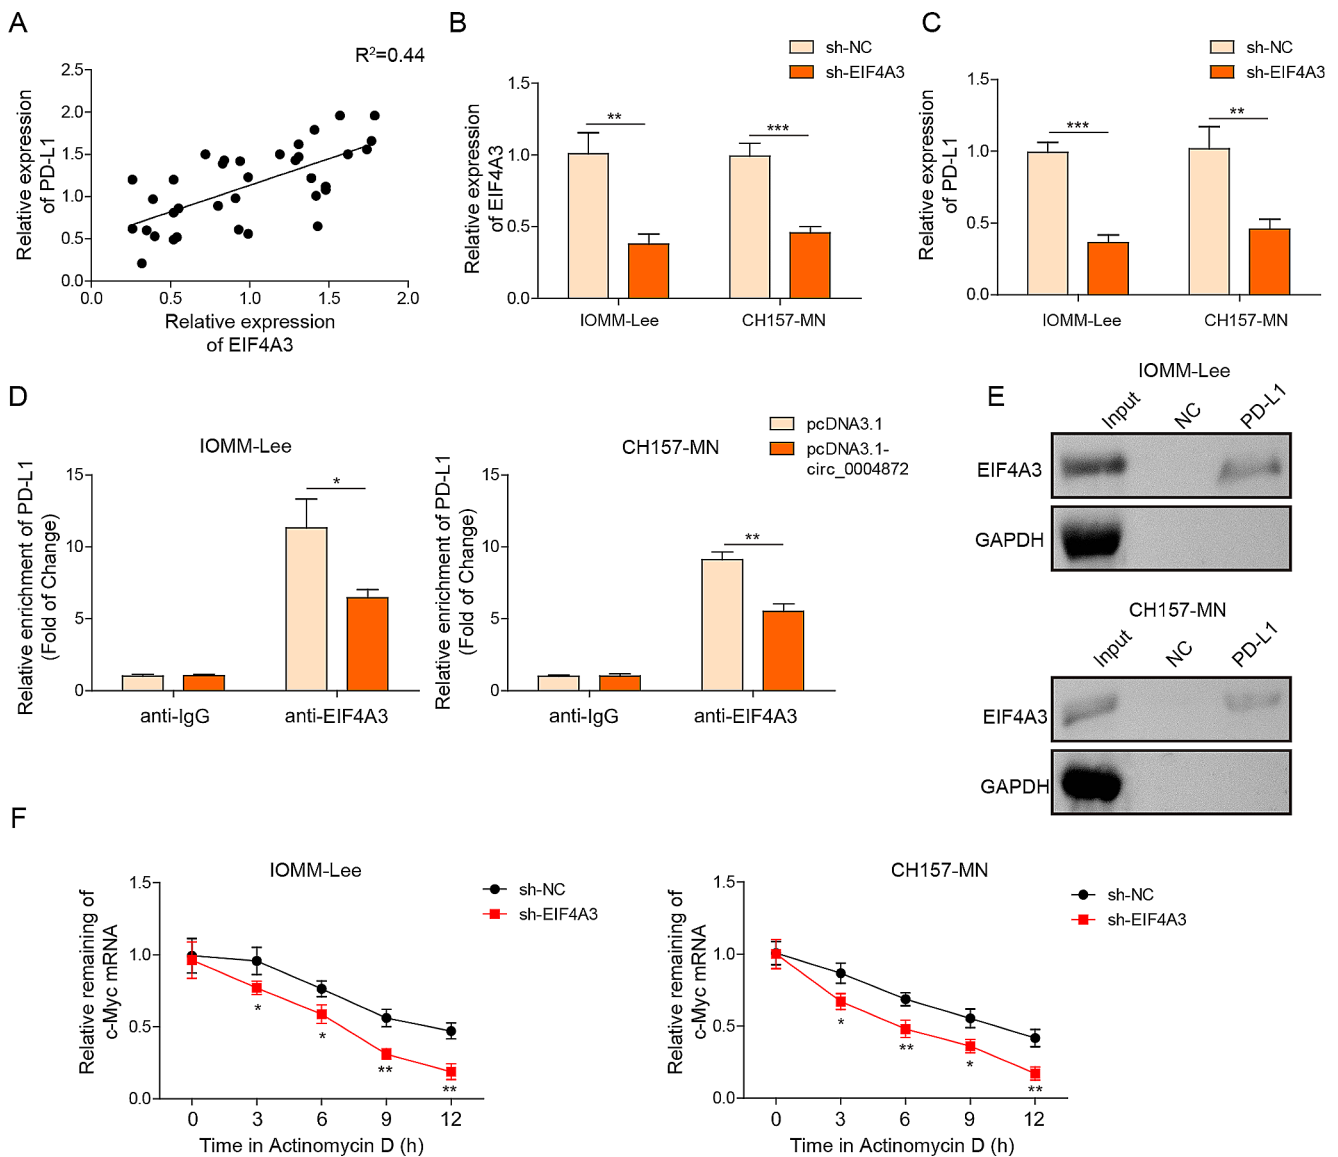 A
R²=0.44
Relative expression
of PD-L1
2.5
2.0
1.5
1.0
0.5
0.0
0.0
0.5
1.0
1.5
2.0
Relative expression
of EIF4A3
B
sh-NC
sh-EIF4A3
Relative expression
of EIF4A3
1.5
1.0
0.5
0.0
**
***
IOMM-Lee
CH157-MN
C
sh-NC
sh-EIF4A3
Relative expression
of PD-L1
1.5
1.0
0.5
0.0
***
**
IOMM-Lee
CH157-MN
D
IOMM-Lee
Relative enrichment of PD-L1
(Fold of Change)
15
10
5
0
*
anti-IgG
anti-EIF4A3
CH157-MN
pcDNA3.1
pcDNA3.1-
circ_0004872
Relative enrichment of PD-L1
(Fold of Change)
15
10
5
0
**
anti-IgG
anti-EIF4A3
E
IOMM-Lee
Input
NC
PD-L1
EIF4A3
GAPDH
CH157-MN
Input
NC
PD-L1
EIF4A3
GAPDH
F
IOMM-Lee
sh-NC
sh-EIF4A3
Relative remaining of
c-Myc mRNA
1.5
1.0
0.5
0.0
*
*
**
**
0
3
6
9
12
Time in Actinomycin D (h)
CH157-MN
sh-NC
sh-EIF4A3
Relative remaining of
c-Myc mRNA
1.5
1.0
0.5
0.0
*
**
*
**
0
3
6
9
12
Time in Actinomycin D (h)